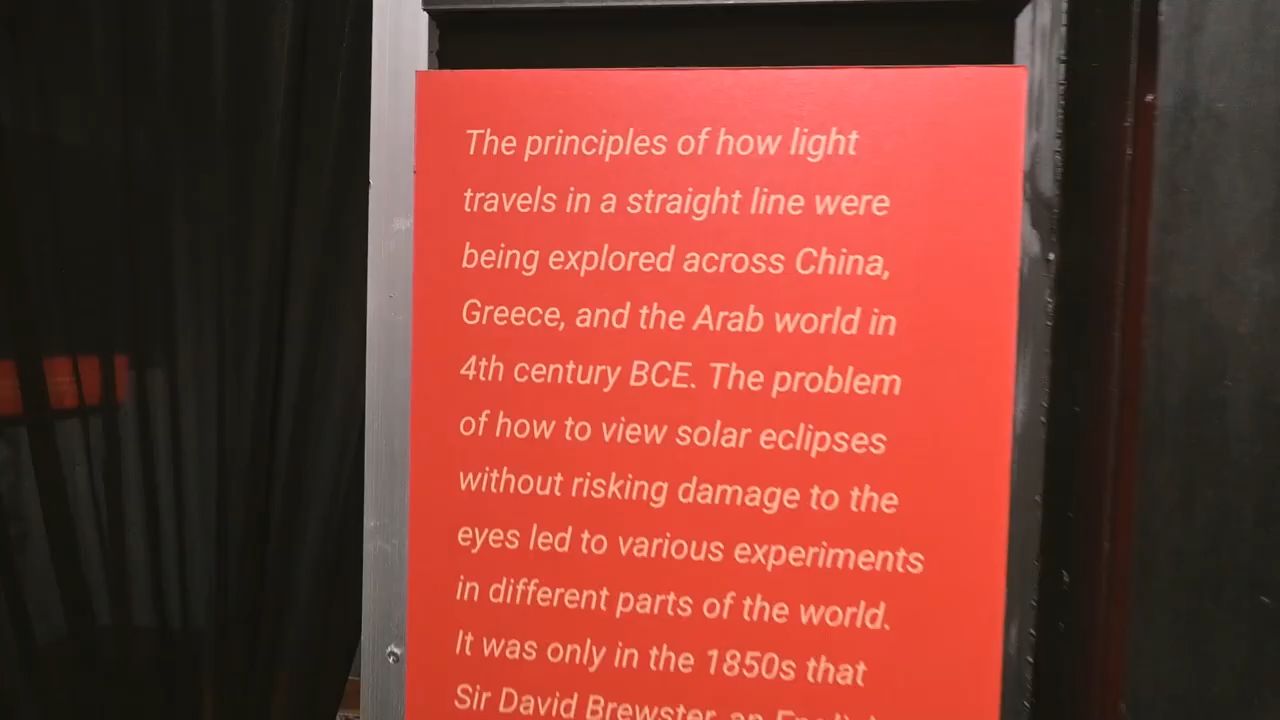 The principles of how light
travels in a straight line were
being explored across China,
Greece, and the Arab world in
4th century BCE. The problem
of how to view solar eclipses
without risking damage to the
eyes led to various experiments
in different parts of the world.
It was only in the 1850s that
Sir David Brewster, an